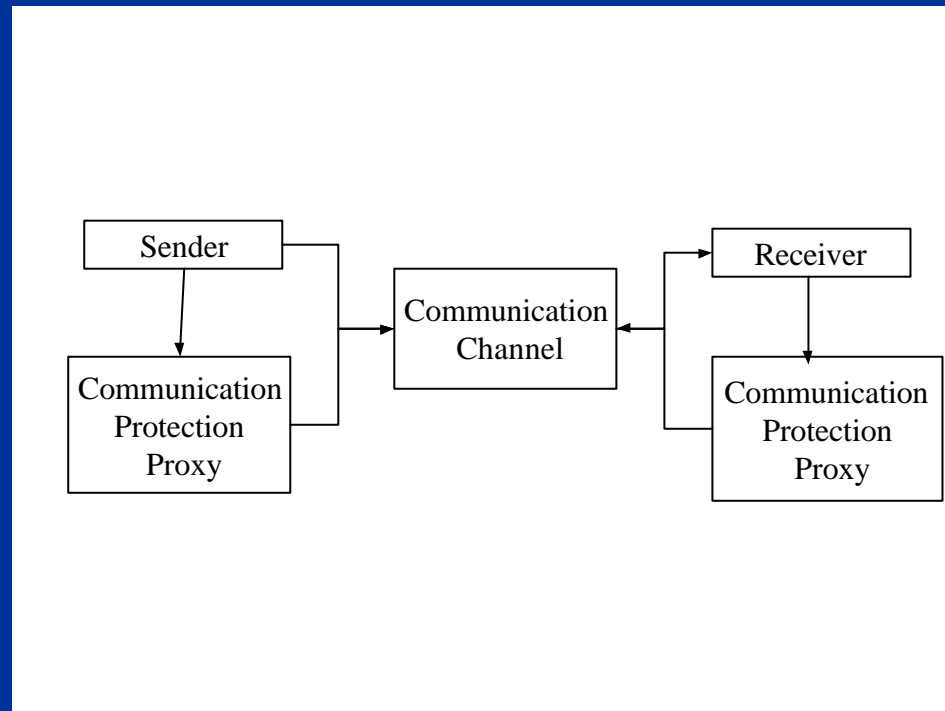 Sender
Communication
Protection
Proxy
Communication
Channel
Receiver
Communication
Protection
Proxy